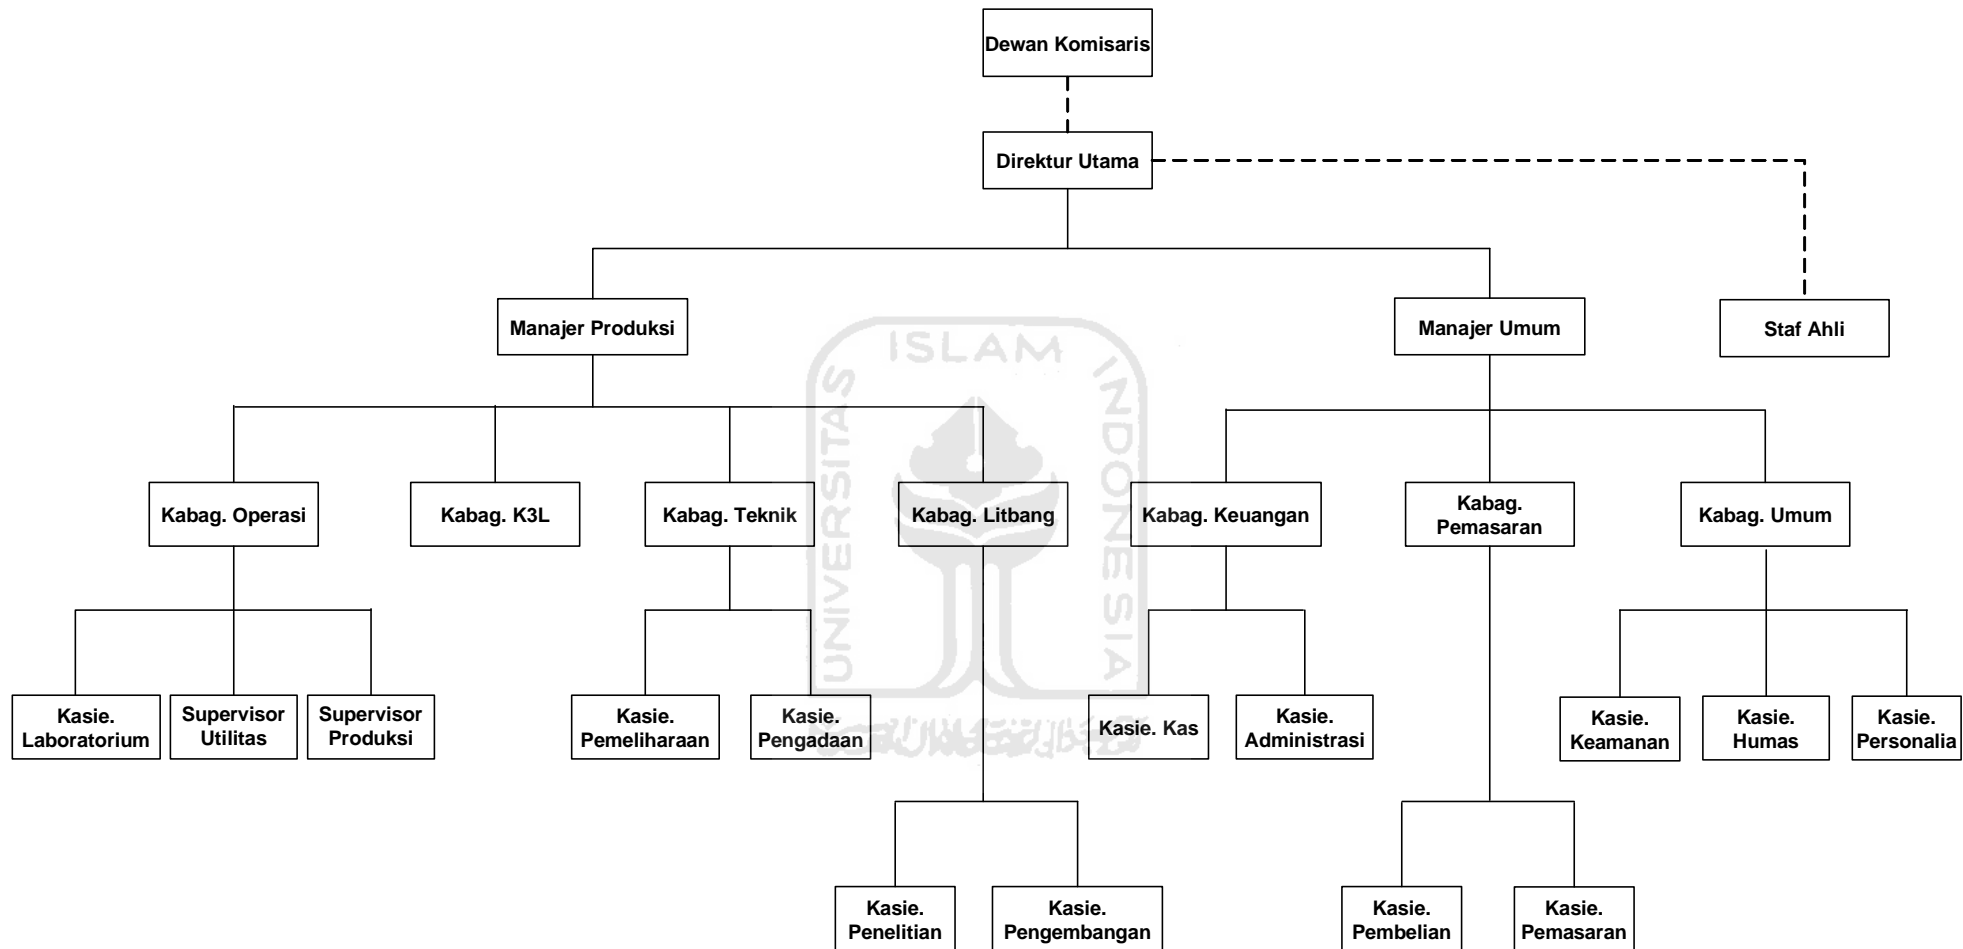 Dewan Komisaris
Direktur Utama
Manajer Produksi
Manajer Umum
Staf Ahli
ISLAM
UNIVERSITAS
INDONESIA
Kabag. Operasi
Kabag. K3L
Kabag. Teknik
Kabag. Litbang
Kabag. Keuangan
Kabag.
Pemasaran
Kabag. Umum
Kasie.
Laboratorium
Supervisor
Utilitas
Supervisor
Produksi
Kasie.
Pemeliharaan
Kasie.
Pengadaan
Kasie. Kas
Kasie.
Administrasi
Kasie.
Keamanan
Kasie.
Humas
Kasie.
Personalia
Kasie.
Penelitian
Kasie.
Pengembangan
Kasie.
Pembelian
Kasie.
Pemasaran